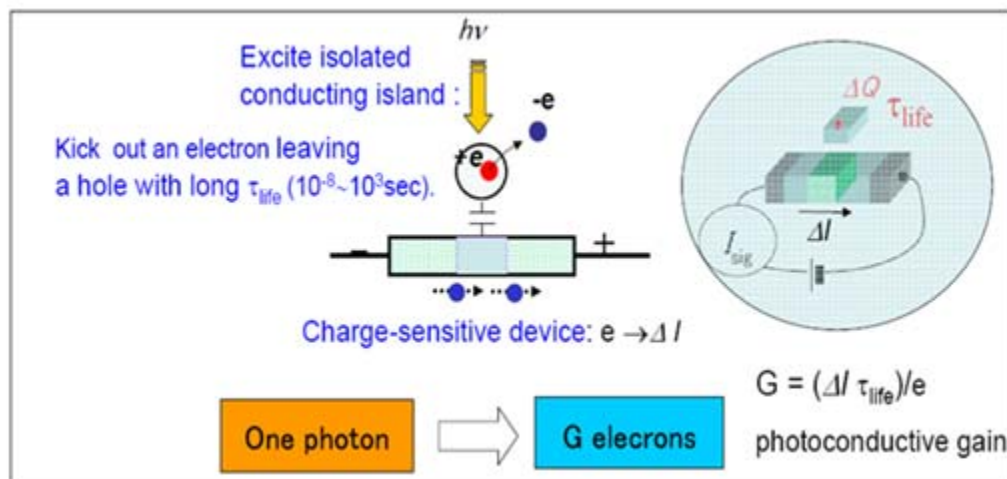 hν
Excite isolated
conducting island :
-e
+e
Kick out an electron leaving
a hole with long τlife (10⁻⁸~10³sec).
− +
Charge-sensitive device: e →Δ I
ΔQ
τlife
ΔI
Isig
G = (ΔI τlife)/e
photoconductive gain
One photon
G elecrons